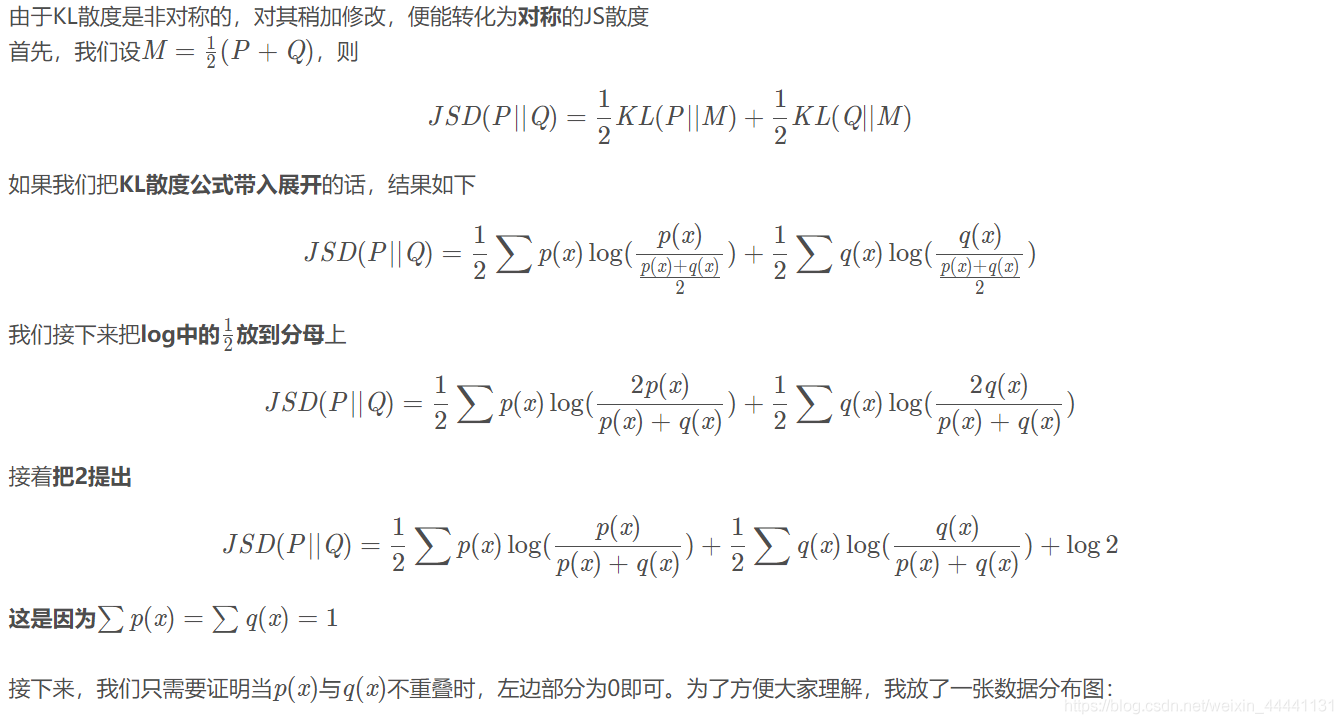 由于KL散度是非对称的，对其稍加修改，便能转化为对称的JS散度
首先，我们设$M = \frac{1}{2}(P + Q)$，则
$JSD(P||Q) = \frac{1}{2}KL(P||M) + \frac{1}{2}KL(Q||M)$
如果我们把KL散度公式带入展开的话，结果如下
$JSD(P||Q) = \frac{1}{2}\sum p(x)\log(\frac{p(x)}{\frac{p(x)+q(x)}{2}}) + \frac{1}{2}\sum q(x)\log(\frac{q(x)}{\frac{p(x)+q(x)}{2}})$
我们接下来把log中的$\frac{1}{2}$放到分母上
$JSD(P||Q) = \frac{1}{2}\sum p(x)\log(\frac{2p(x)}{p(x)+q(x)}) + \frac{1}{2}\sum q(x)\log(\frac{2q(x)}{p(x)+q(x)})$
接着把2提出
$JSD(P||Q) = \frac{1}{2}\sum p(x)\log(\frac{p(x)}{p(x)+q(x)}) + \frac{1}{2}\sum q(x)\log(\frac{q(x)}{p(x)+q(x)}) + \log 2$
这是因为$\sum p(x) = \sum q(x) = 1$
接下来，我们只需要证明当$p(x)$与$q(x)$不重叠时，左边部分为0即可。为了方便大家理解，我放了一张数据分布图：
https://blog.csdn.net/weixin_44441131